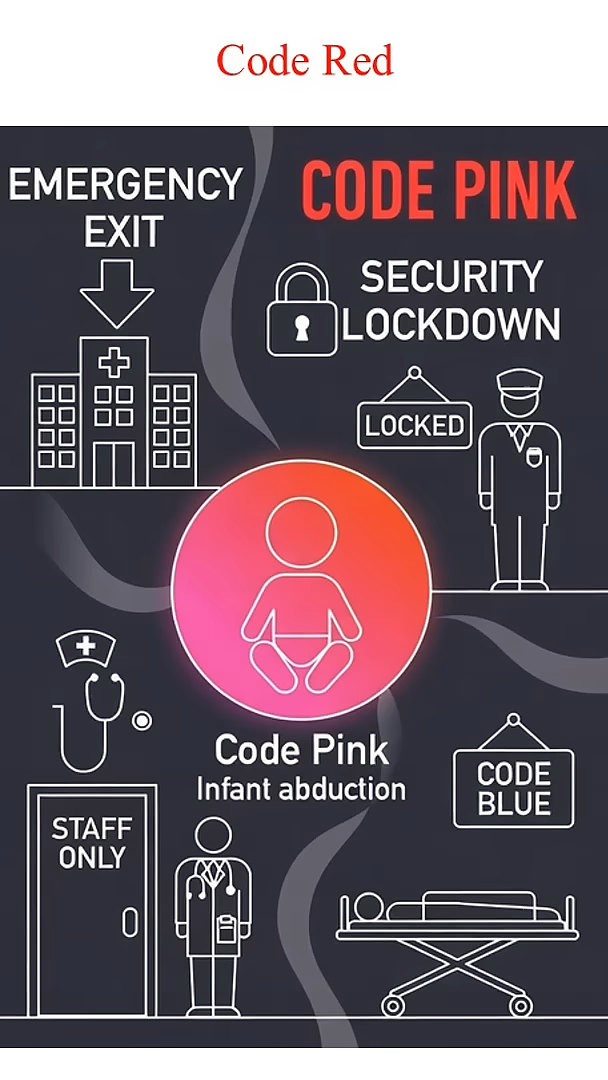 Code Red
EMERGENCY
EXIT
CODE PINK
SECURITY
LOCKDOWN
LOCKED
Code Pink
Infant abduction
CODE
BLUE
STAFF
ONLY